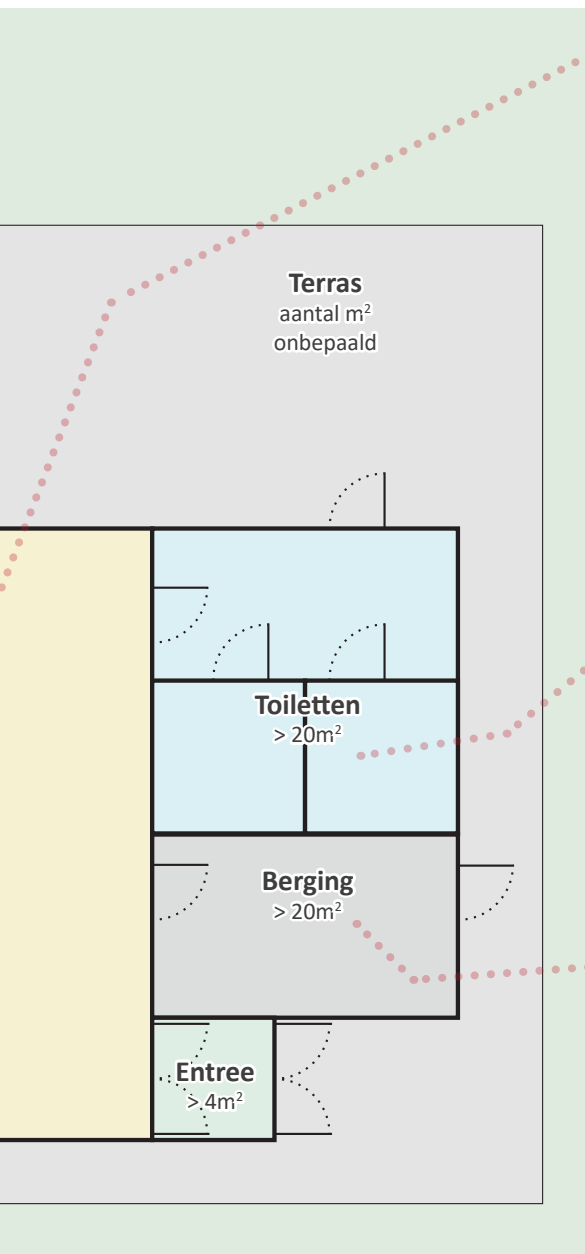 Terras
aantal m²
onbepaald
Toiletten
> 20m²
Berging
> 20m²
Entree
> 4m²